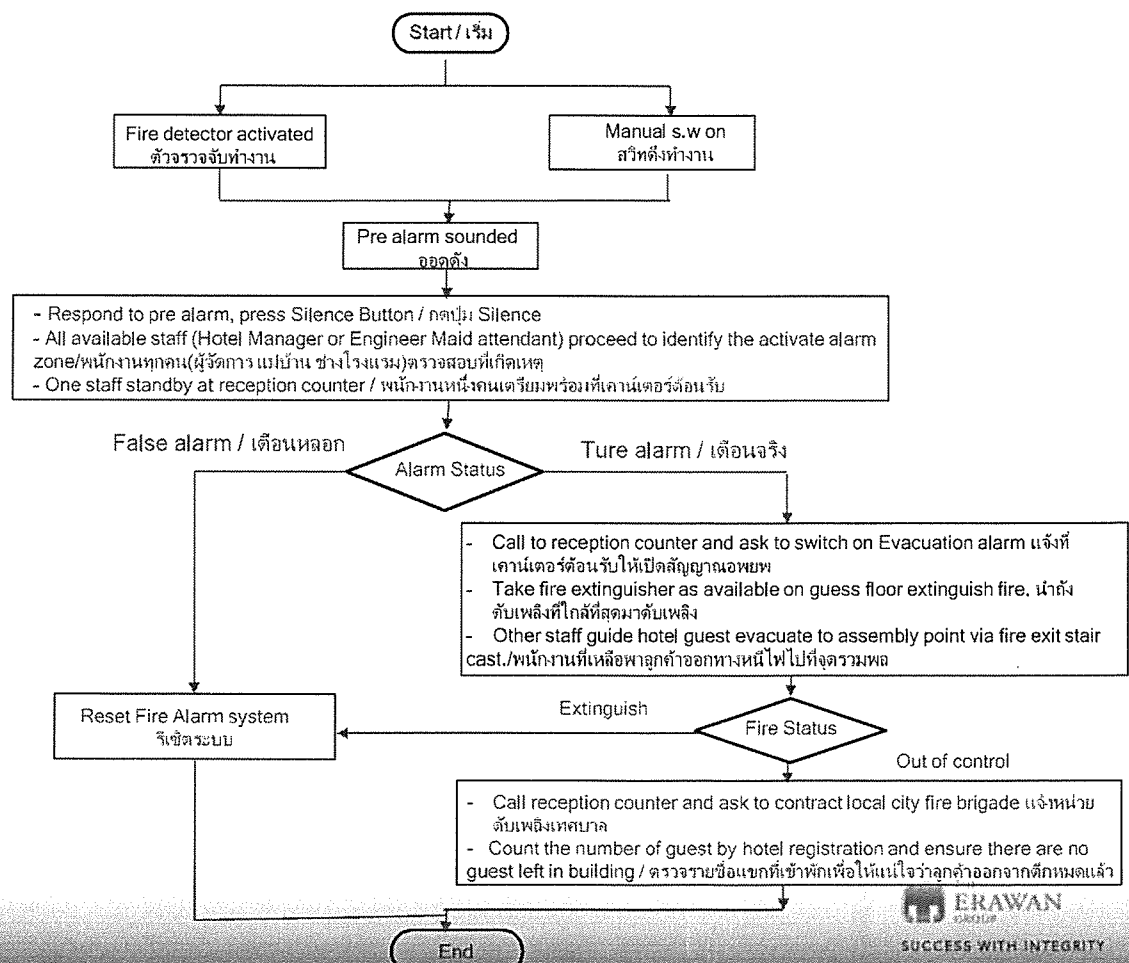 Start / เริ่ม
Fire detector activated
ตัวจรวจจับทำงาน
Manual s.w on
สวิทดึงทำงาน
Pre alarm sounded
ออดดัง
- Respond to pre alarm, press Silence Button / กดปุ่ม Silence
- All available staff (Hotel Manager or Engineer Maid attendant) proceed to identify the activate alarm
zone/พนักงานทุกคน(ผู้จัดการ แม่บ้าน ช่างโรงแรม)ตรวจสอบที่เกิดเหตุ
- One staff standby at reception counter / พนักงานหนึ่งคนเตรียมพร้อมที่เคาน์เตอร์ต้อนรับ
False alarm / เตือนหลอก
Alarm Status
Ture alarm / เตือนจริง
- Call to reception counter and ask to switch on Evacuation alarm แจ้งที่
เคาน์เตอร์ต้อนรับให้เปิดสัญญาณอพยพ
- Take fire extinguisher as available on guess floor extinguish fire. นำถัง
ดับเพลิงที่ใกล้ที่สุดมาดับเพลิง
- Other staff guide hotel guest evacuate to assembly point via fire exit stair
cast./พนักงานที่เหลือพาลูกค้าออกทางหนีไฟไปที่จุดรวมพล
Reset Fire Alarm system
รีเซ็ตระบบ
Extinguish
Fire Status
Out of control
- Call reception counter and ask to contract local city fire brigade แจ้งหน่วย
ดับเพลิงเทศบาล
- Count the number of guest by hotel registration and ensure there are no
guest left in building / ตรวจรายชื่อแขกที่เข้าพักเพื่อให้แน่ใจว่าลูกค้าออกจากตึกหมดแล้ว
End
ERAWAN
GROUP
SUCCESS WITH INTEGRITY